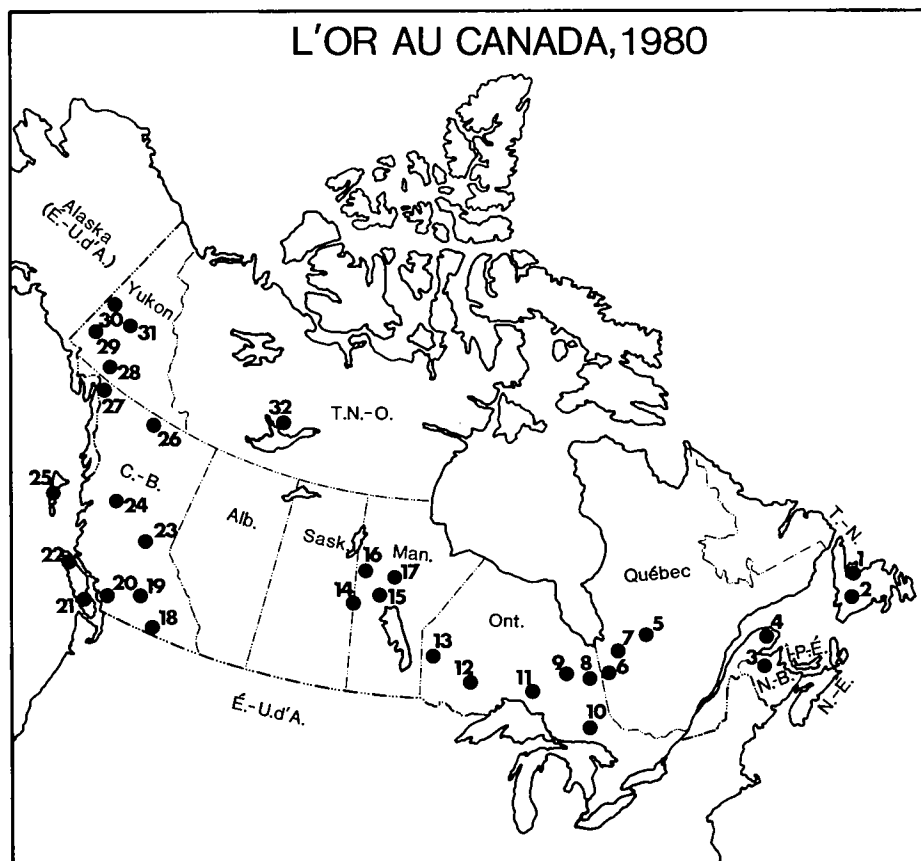 L'OR AU CANADA, 1980
Alaska
(É.-U.d'A.)
Yukon
30
31
29
28
27
26
32
T.N.-O.
25
C.-B.
24
23
Alb.
Sask.
Man.
16
17
14
15
22
20
19
21
18
Québec
T.-N.
1
2
Ont.
13
12
11
9
8
7
5
6
10
4
3
Î.-P.-É.
N.-B.
N.-É.
É.-U.d'A.